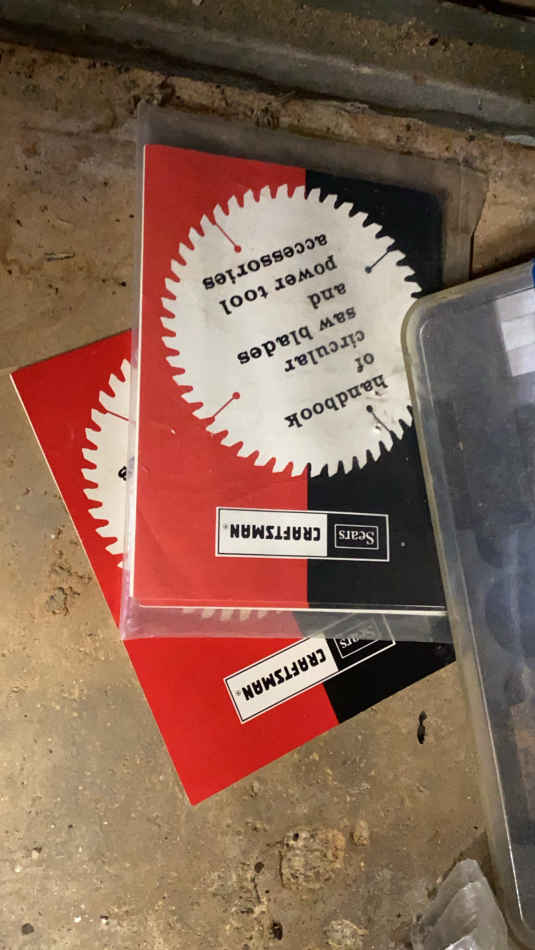 handbook
of
circular
saw blades
and
power tool
accessories
Sears
CRAFTSMAN®
Sears
CRAFTSMAN®